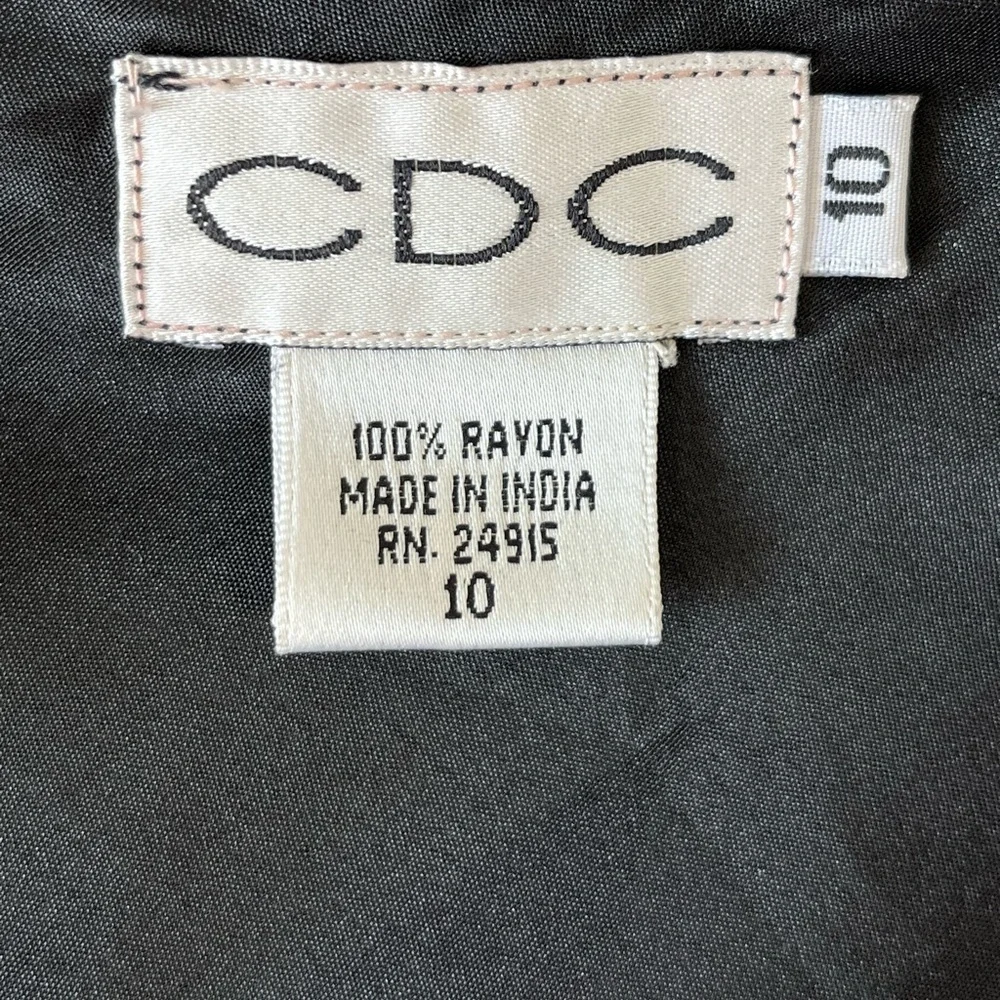 CDC
10
100% RAYON
MADE IN INDIA
RN. 24915
10